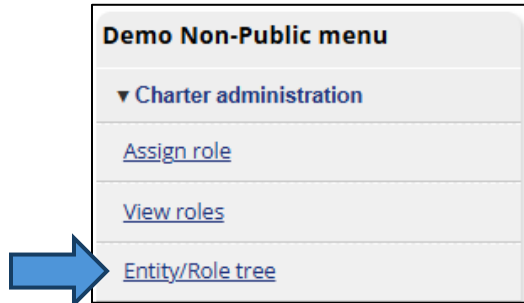 Demo Non-Public menu
▾ Charter administration
Assign role
View roles
Entity/Role tree